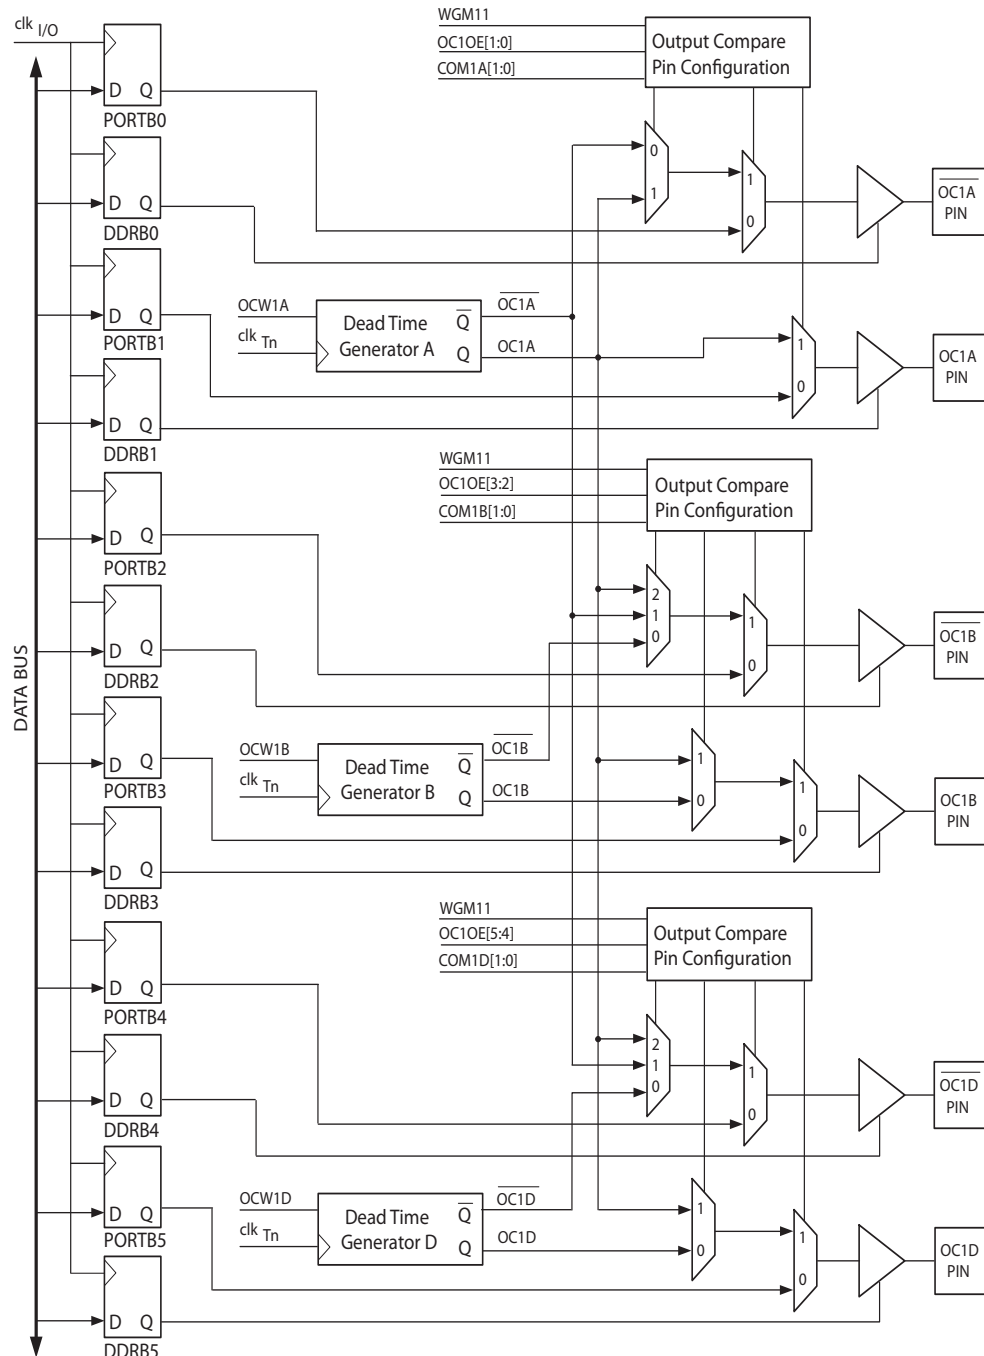 clk I/O
D Q
PORTB0
D Q
DDRB0
D Q
PORTB1
D Q
DDRB1
D Q
PORTB2
D Q
DDRB2
D Q
PORTB3
D Q
DDRB3
D Q
PORTB4
D Q
DDRB4
D Q
PORTB5
D Q
DDRB5
DATA BUS
WGM11
OC1OE[1:0]
COM1A[1:0]
Output Compare
Pin Configuration
0
1
1
0
OC1A
PIN
OCW1A
clk Tn
Dead Time
Generator A
Q
Q
OC1A
OC1A
1
0
OC1A
PIN
WGM11
OC1OE[3:2]
COM1B[1:0]
Output Compare
Pin Configuration
2
1
0
1
0
OC1B
PIN
OCW1B
clk Tn
Dead Time
Generator B
Q
Q
OC1B
OC1B
1
0
1
0
OC1B
PIN
WGM11
OC1OE[5:4]
COM1D[1:0]
Output Compare
Pin Configuration
2
1
0
1
0
OC1D
PIN
OCW1D
clk Tn
Dead Time
Generator D
Q
Q
OC1D
OC1D
1
0
1
0
OC1D
PIN